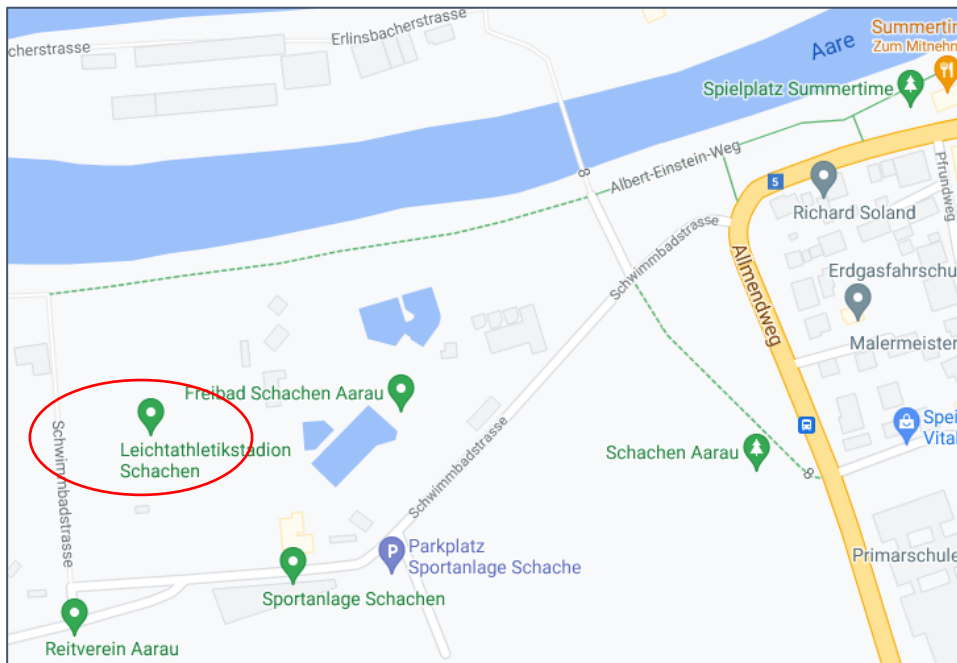 cherstrasse
Erlinsbacherstrasse
Aare
Summertin
Zum Mitnehm
Spielplatz Summertime
Albert-Einstein-Weg
5
Pfrundweg
8
Richard Soland
Schwimmbadstrasse
Allmendweg
Erdgasfahrschu
Malermeister
Freibad Schachen Aarau
Leichtathletikstadion
Schachen
Schwimmbadstrasse
Schwimmbadstrasse
Schachen Aarau
Spei
Vital
8
P
Parkplatz
Sportanlage Schache
Primarschule
Sportanlage Schachen
Reitverein Aarau